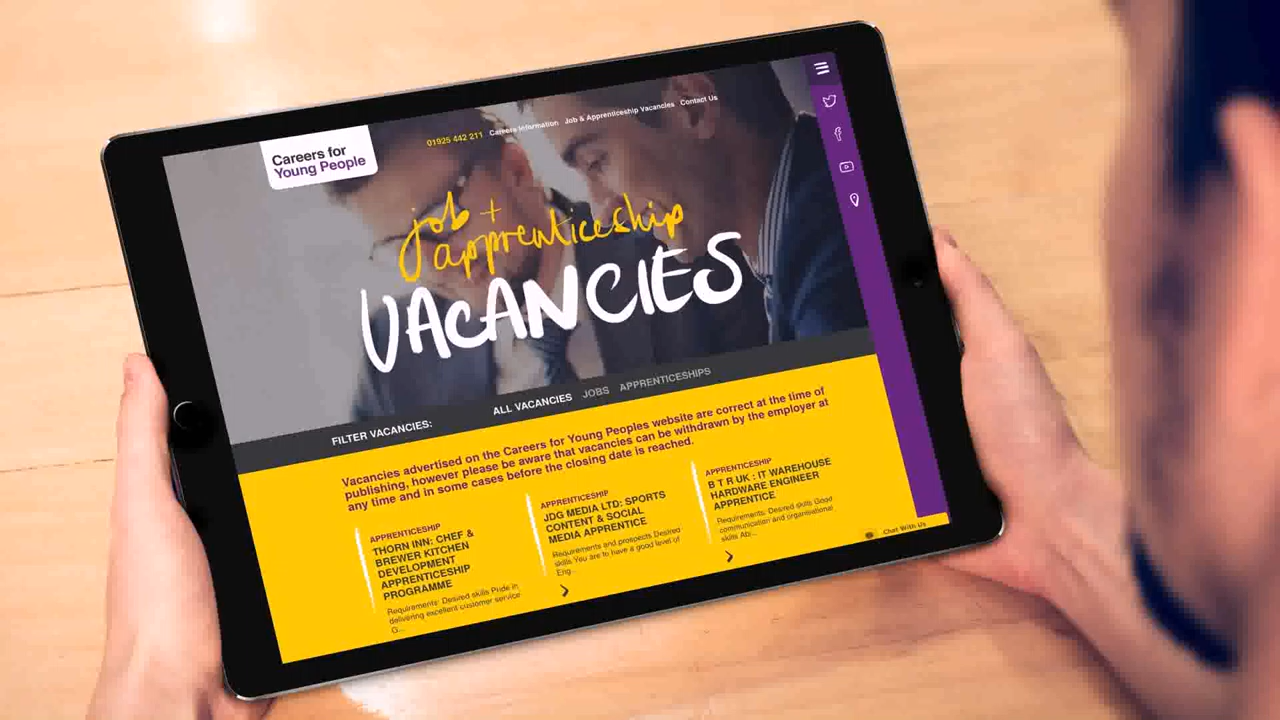 Careers for
Young People
01925 442 211 Careers Information Job & Apprenticeship Vacancies Contact Us
job +
apprenticeship
VACANCIES
FILTER VACANCIES: ALL VACANCIES JOBS APPRENTICESHIPS
Vacancies advertised on the Careers for Young Peoples website are correct at the time of
publishing, however please be aware that vacancies can be withdrawn by the employer at
any time and in some cases before the closing date is reached.
APPRENTICESHIP
THORN INN: CHEF &
BREWER KITCHEN
DEVELOPMENT
APPRENTICESHIP
PROGRAMME
Requirements: Desired skills Pride in
delivering excellent customer service
G...
APPRENTICESHIP
JDG MEDIA LTD: SPORTS
CONTENT & SOCIAL
MEDIA APPRENTICE
Requirements and prospects Desired
skills You are to have a good level of
Eng...
APPRENTICESHIP
B T R UK : IT WAREHOUSE
HARDWARE ENGINEER
APPRENTICE
Requirements: Desired skills Good
communication and organisational
skills Ab...
Chat With Us